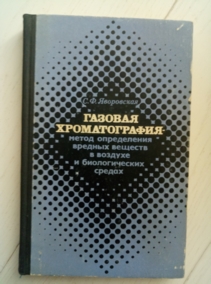 С. Ф. Яворовская
ГАЗОВАЯ
ХРОМАТОГРАФИЯ-
метод определения
вредных веществ
в воздухе
и биологических
средах